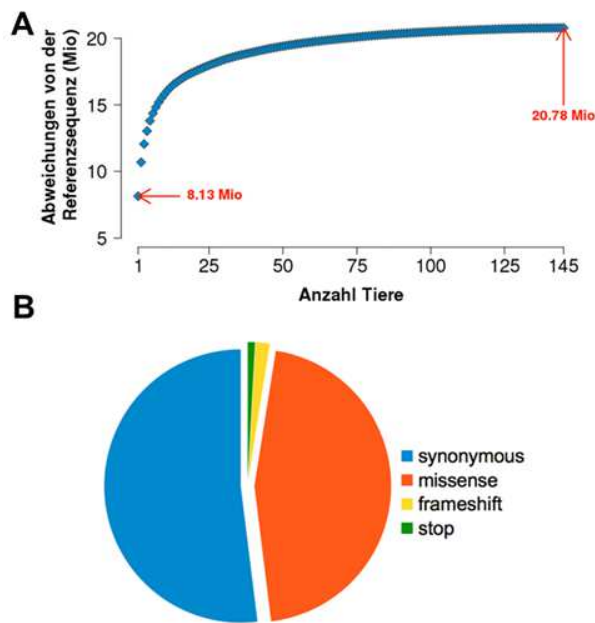 A
Abweichungen von der
Referenzsequenz (Mio)
20
15
10
5
8.13 Mio
20.78 Mio
1
25
50
75
100
125
145
Anzahl Tiere
B
synonymous
missense
frameshift
stop